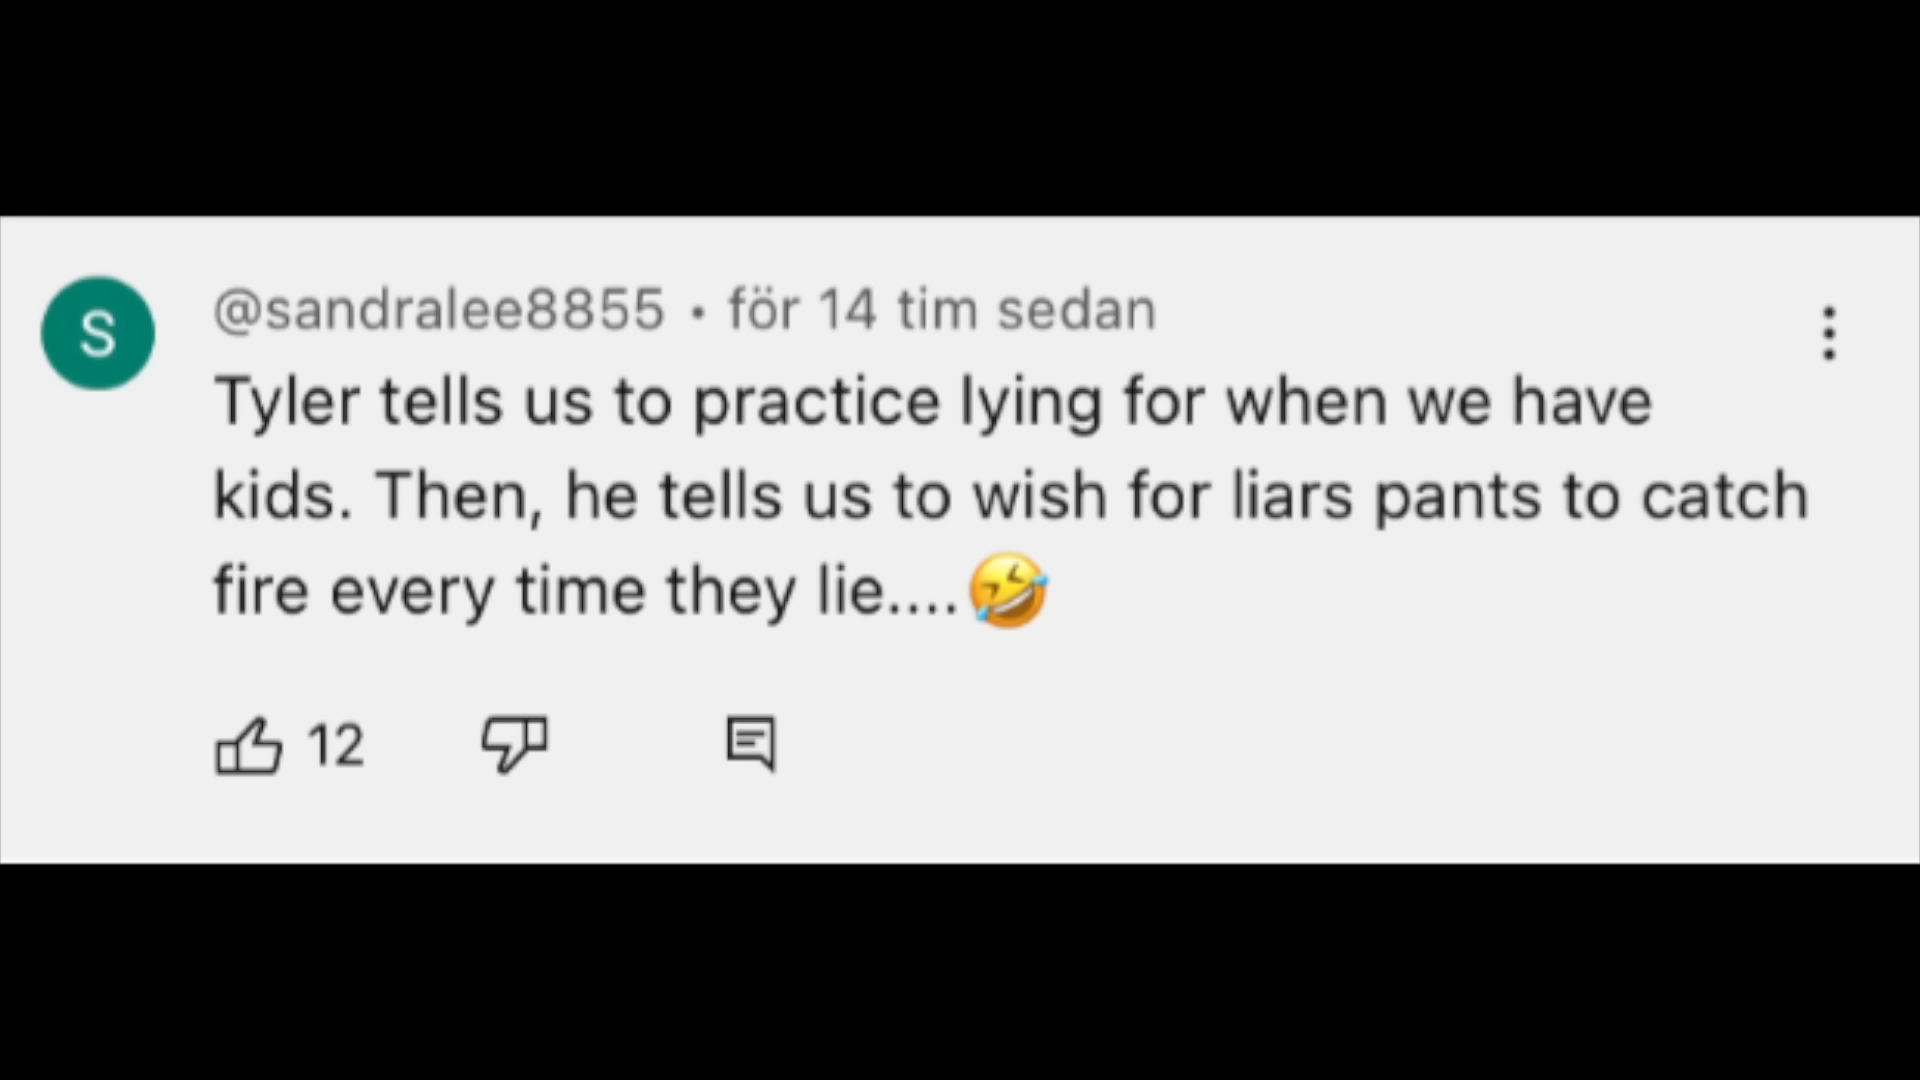 S
@sandralee8855 • för 14 tim sedan
Tyler tells us to practice lying for when we have
kids. Then, he tells us to wish for liars pants to catch
fire every time they lie....🤣
12